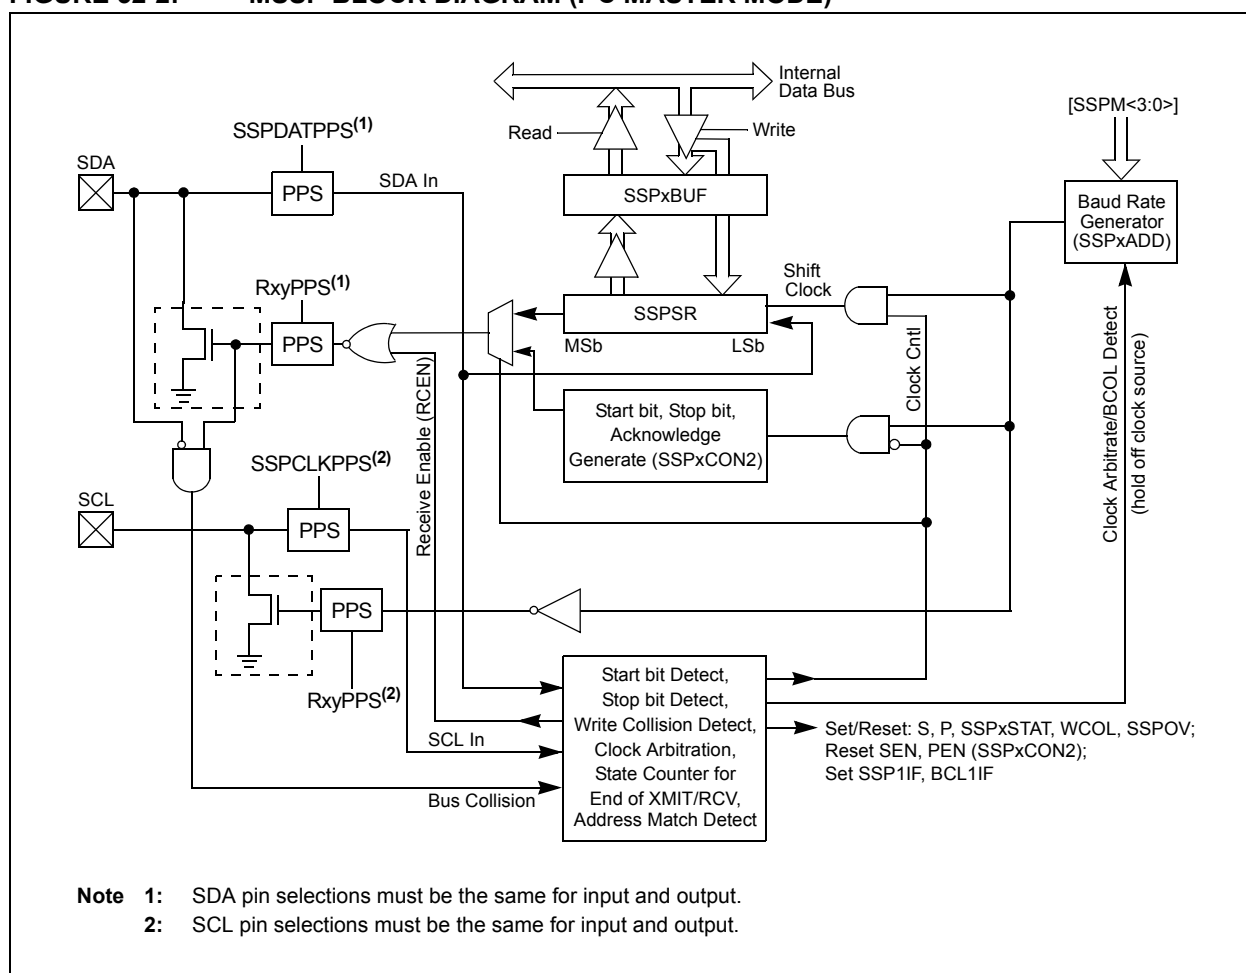 Internal
Data Bus
[SSPM<3:0>]
SSPDATPPS(1)
Read
Write
SDA
SDA In
PPS
SSPxBUF
Baud Rate
Generator
(SSPxADD)
RxyPPS(1)
Shift
Clock
SSPSR
PPS
MSb
LSb
Receive Enable (RCEN)
Clock Cntl
Clock Arbitrate/BCOL Detect
(hold off clock source)
Start bit, Stop bit,
Acknowledge
Generate (SSPxCON2)
SSPCLKPPS(2)
SCL
PPS
PPS
RxyPPS(2)
SCL In
Bus Collision
Start bit Detect,
Stop bit Detect,
Write Collision Detect,
Clock Arbitration,
State Counter for
End of XMIT/RCV,
Address Match Detect
Set/Reset: S, P, SSPxSTAT, WCOL, SSPOV;
Reset SEN, PEN (SSPxCON2);
Set SSP1IF, BCL1IF
Note 1: SDA pin selections must be the same for input and output.
2: SCL pin selections must be the same for input and output.